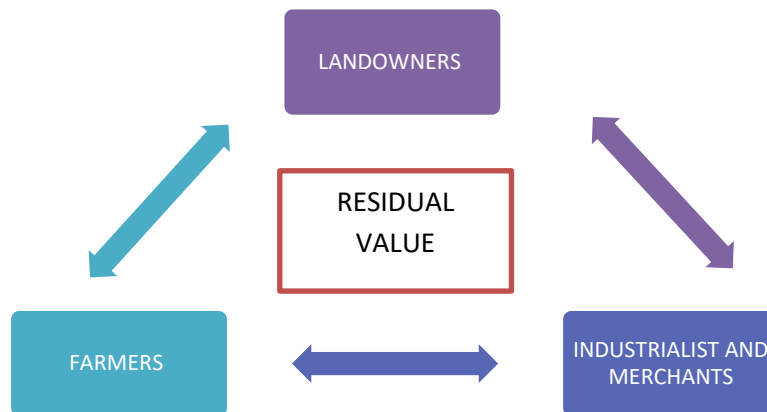 LANDOWNERS
RESIDUAL
VALUE
FARMERS
INDUSTRIALIST AND
MERCHANTS